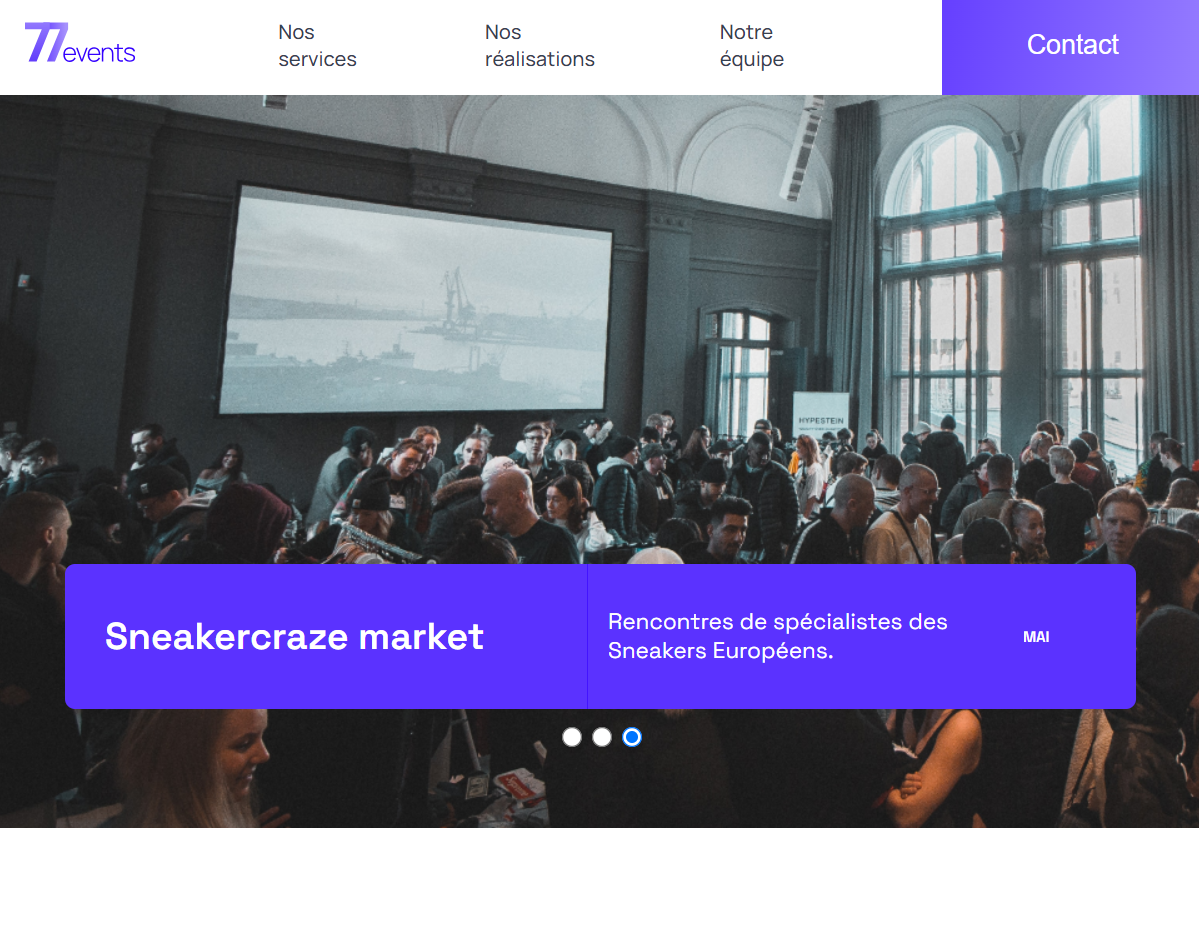 77events
Nos
services
Nos
réalisations
Notre
équipe
Contact
HYPESTEIN
Sneakercraze market
Rencontres de spécialistes des
Sneakers Européens.
MAI